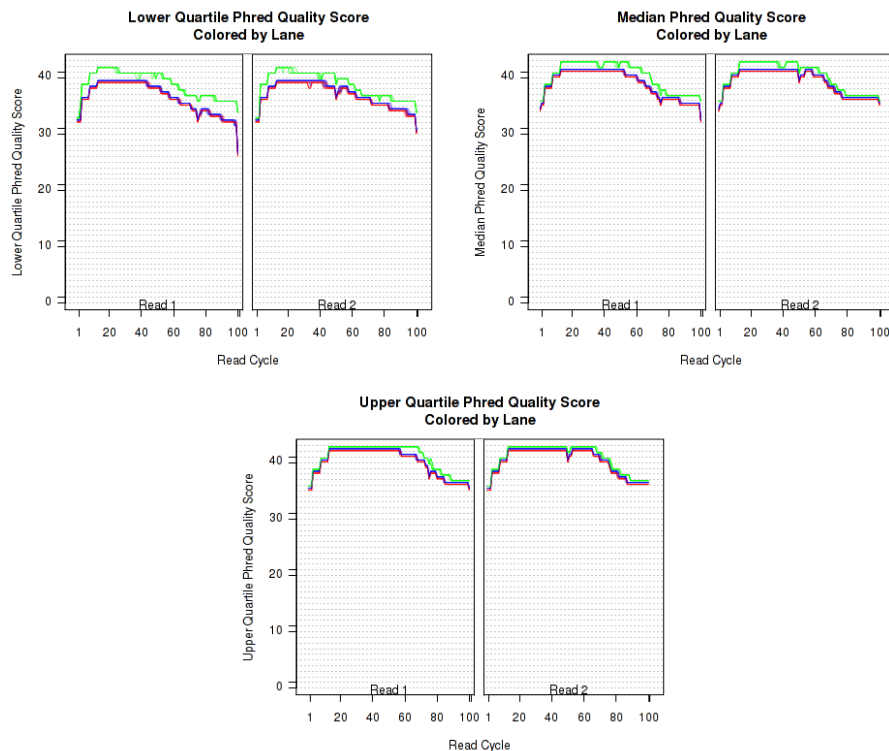 Lower Quartile Phred Quality Score
Colored by Lane
Lower Quartile Phred Quality Score
40
30
20
10
0
Read 1
Read 2
1 20 40 60 80 100 1 20 40 60 80 100
Read Cycle
Median Phred Quality Score
Colored by Lane
Median Phred Quality Score
40
30
20
10
0
Read 1
Read 2
1 20 40 60 80 100 1 20 40 60 80 100
Read Cycle
Upper Quartile Phred Quality Score
Colored by Lane
Upper Quartile Phred Quality Score
40
30
20
10
0
Read 1
Read 2
1 20 40 60 80 100 1 20 40 60 80 100
Read Cycle